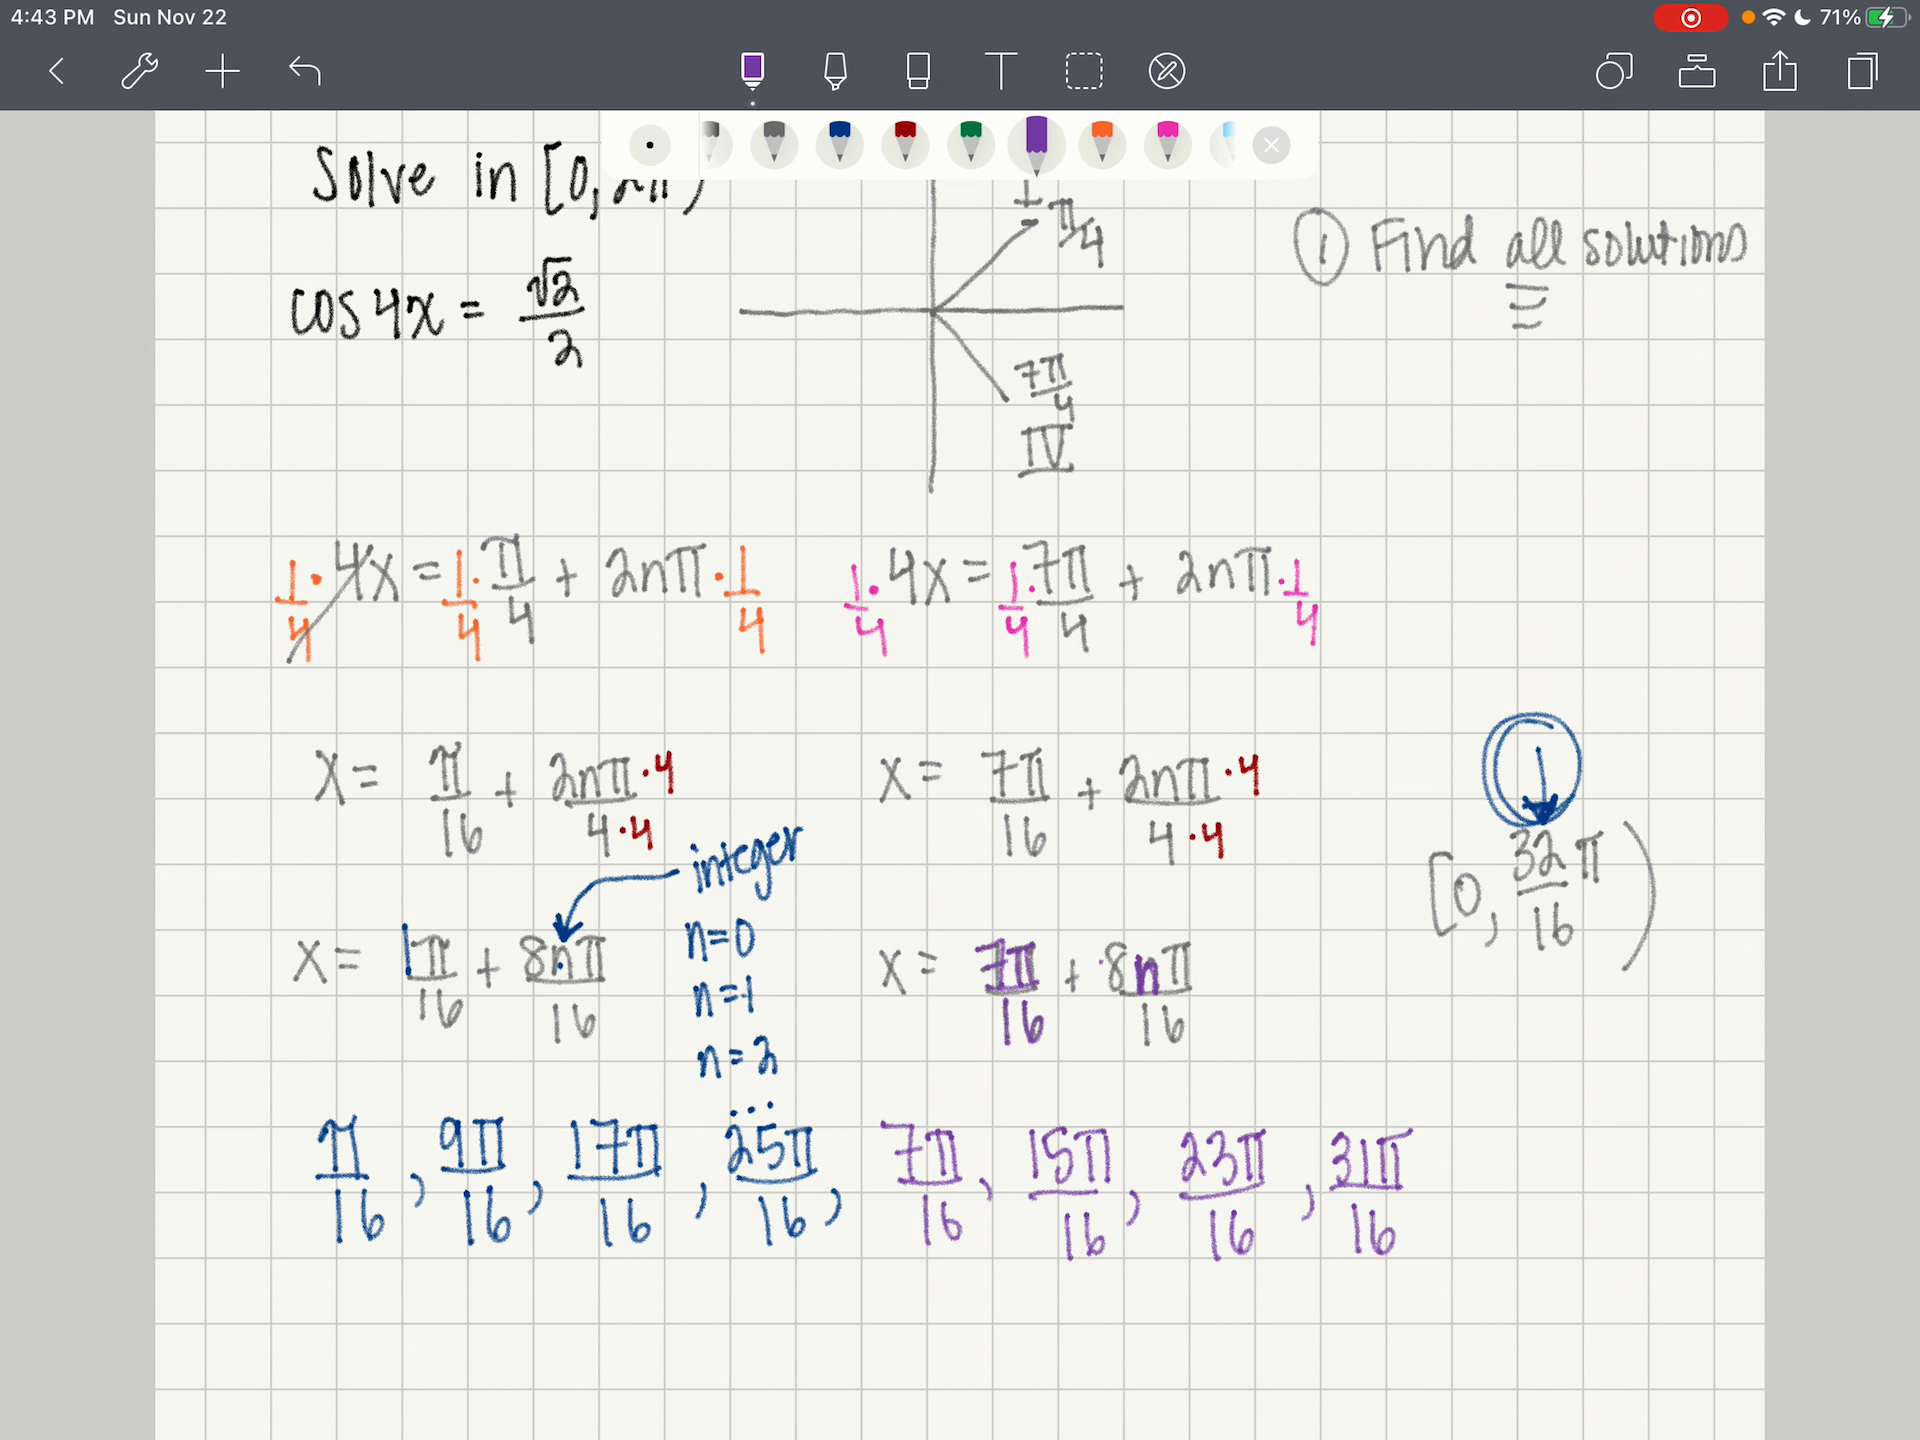 4:43 PM Sun Nov 22
71%
T
Solve in [0, 2π)
cos 4x = √2/2
I π/4
7π/4
IV
① Find all solutions
1/4 · 4x = 1/4 · π/4 + 2nπ · 1/4
1/4 · 4x = 1/4 · 7π/4 + 2nπ · 1/4
x = π/16 + 2nπ·4/4·4
x = 7π/16 + 2nπ·4/4·4
integer
[0, 32/16 π)
x = 1π/16 + 8nπ/16
n=0
n=1
n=2
...
x = 7π/16 + 8nπ/16
π/16, 9π/16, 17π/16, 25π/16, 7π/16, 15π/16, 23π/16, 31π/16